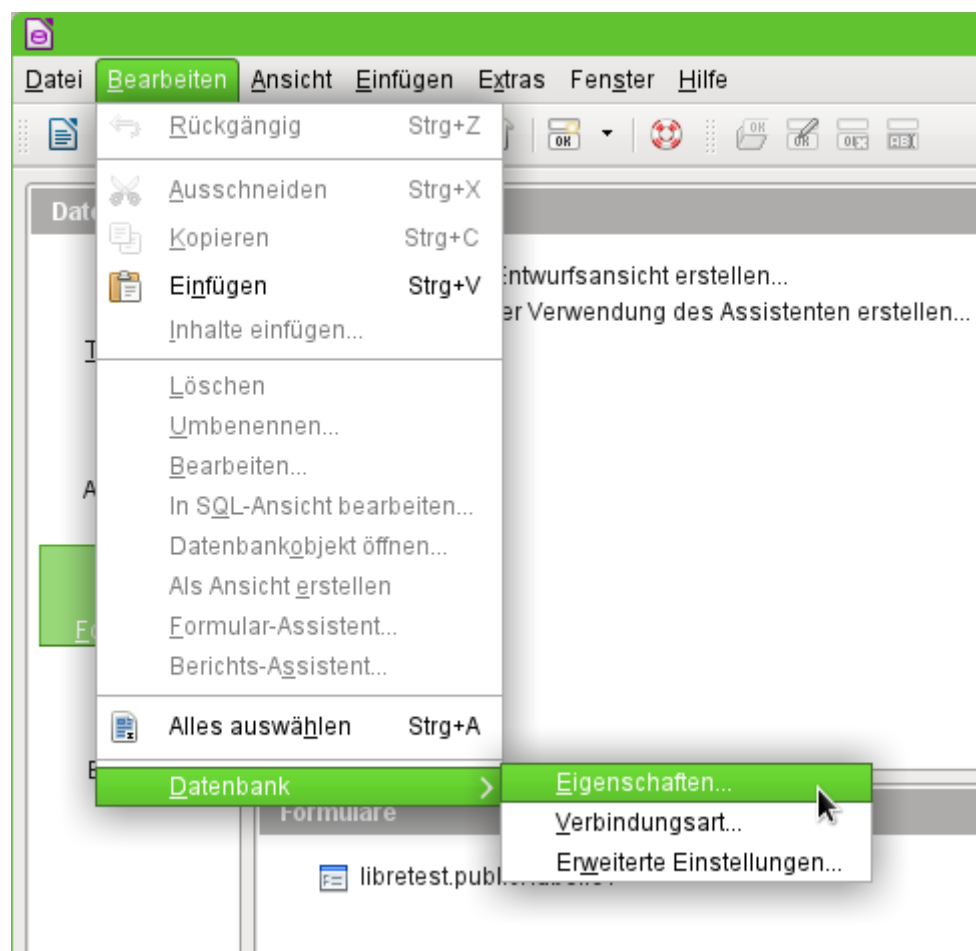 Datei Bearbeiten Ansicht Einfügen Extras Fenster Hilfe
Rückgängig Strg+Z
Ausschneiden Strg+X
Kopieren Strg+C
Einfügen Strg+V
Inhalte einfügen...
Löschen
Umbenennen...
Bearbeiten...
In SQL-Ansicht bearbeiten...
Datenbankobjekt öffnen...
Als Ansicht erstellen
Formular-Assistent...
Berichts-Assistent...
Alles auswählen Strg+A
Datenbank
Eigenschaften...
Verbindungsart...
Erweiterte Einstellungen...
Entwurfsansicht erstellen...
er Verwendung des Assistenten erstellen...
Formulare
libretest.publ